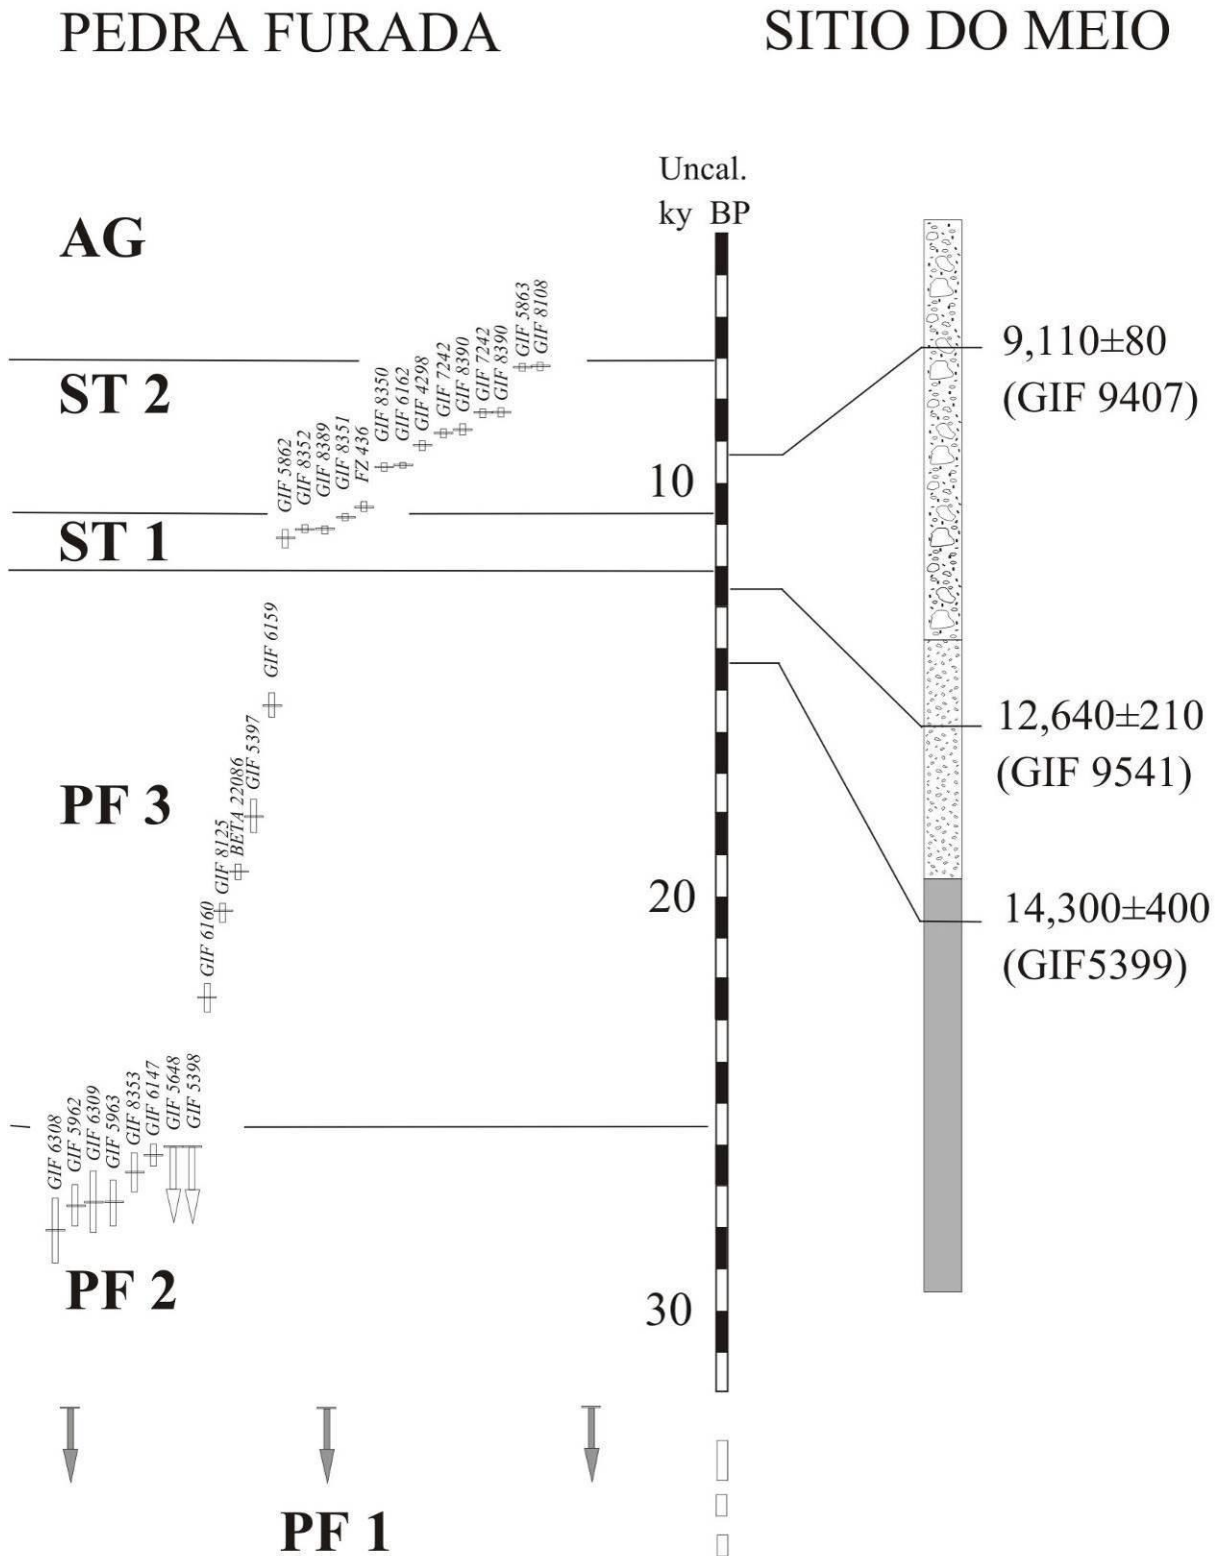 PEDRA FURADA
SITIO DO MEIO
Uncal.
ky BP
AG
ST 2
ST 1
PF 3
PF 2
PF 1
GIF 5863
GIF 8108
GIF 8350
GIF 6162
GIF 4298
GIF 7242
GIF 8390
GIF 7242
GIF 8390
GIF 5862
GIF 8352
GIF 8389
GIF 8351
FZ 436
GIF 6159
GIF 5397
BETA 22086
GIF 8125
GIF 6160
GIF 6308
GIF 5962
GIF 6309
GIF 5963
GIF 8353
GIF 6147
GIF 5648
GIF 5398
10
20
30
9,110±80
(GIF 9407)
12,640±210
(GIF 9541)
14,300±400
(GIF5399)